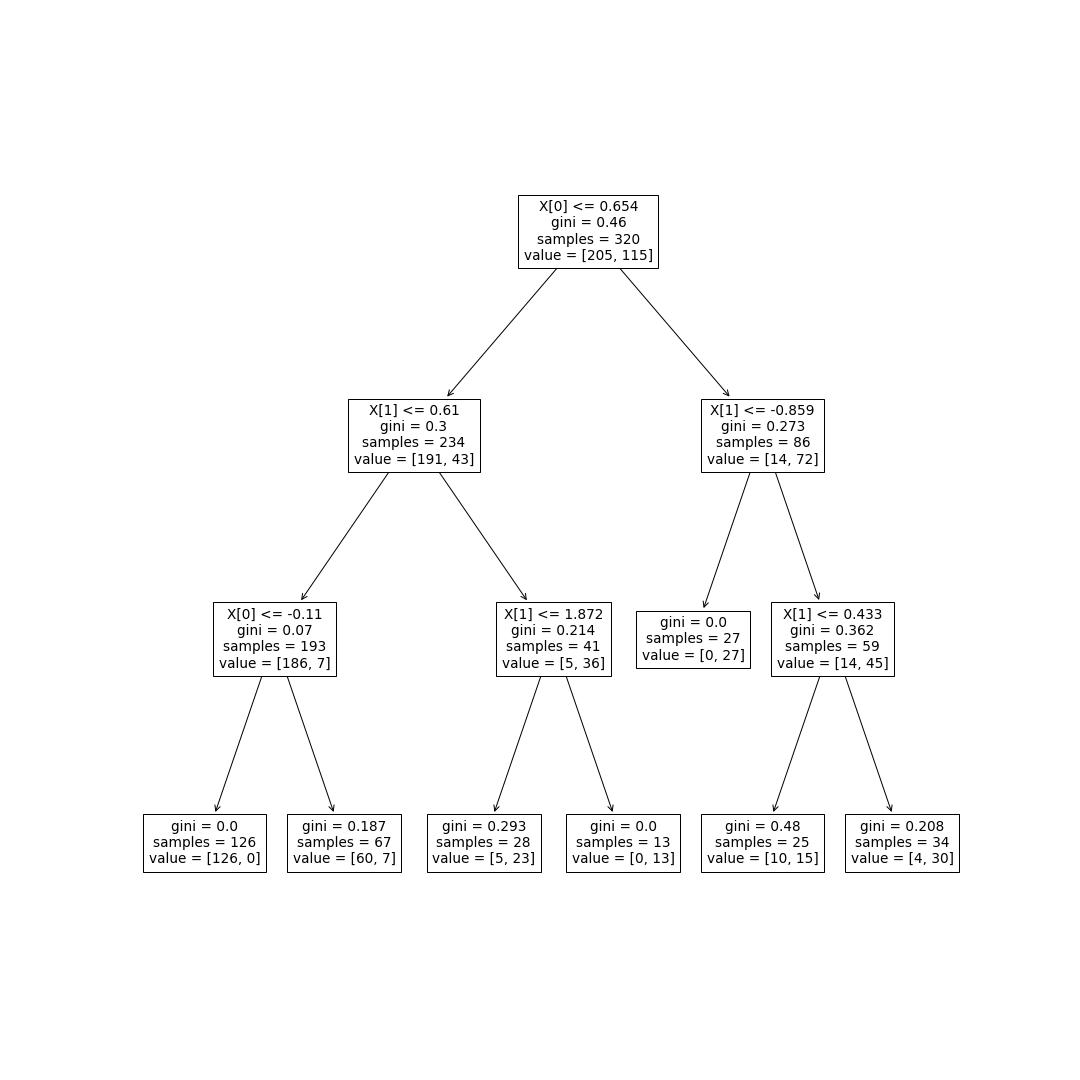 X[0] <= 0.654
gini = 0.46
samples = 320
value = [205, 115]
X[1] <= 0.61
gini = 0.3
samples = 234
value = [191, 43]
X[1] <= -0.859
gini = 0.273
samples = 86
value = [14, 72]
X[0] <= -0.11
gini = 0.07
samples = 193
value = [186, 7]
X[1] <= 1.872
gini = 0.214
samples = 41
value = [5, 36]
gini = 0.0
samples = 27
value = [0, 27]
X[1] <= 0.433
gini = 0.362
samples = 59
value = [14, 45]
gini = 0.0
samples = 126
value = [126, 0]
gini = 0.187
samples = 67
value = [60, 7]
gini = 0.293
samples = 28
value = [5, 23]
gini = 0.0
samples = 13
value = [0, 13]
gini = 0.48
samples = 25
value = [10, 15]
gini = 0.208
samples = 34
value = [4, 30]